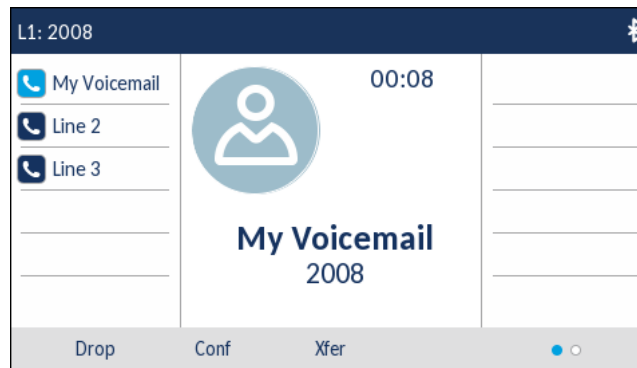 L1: 2008
My Voicemail
Line 2
Line 3
00:08
My Voicemail
2008
Drop Conf Xfer